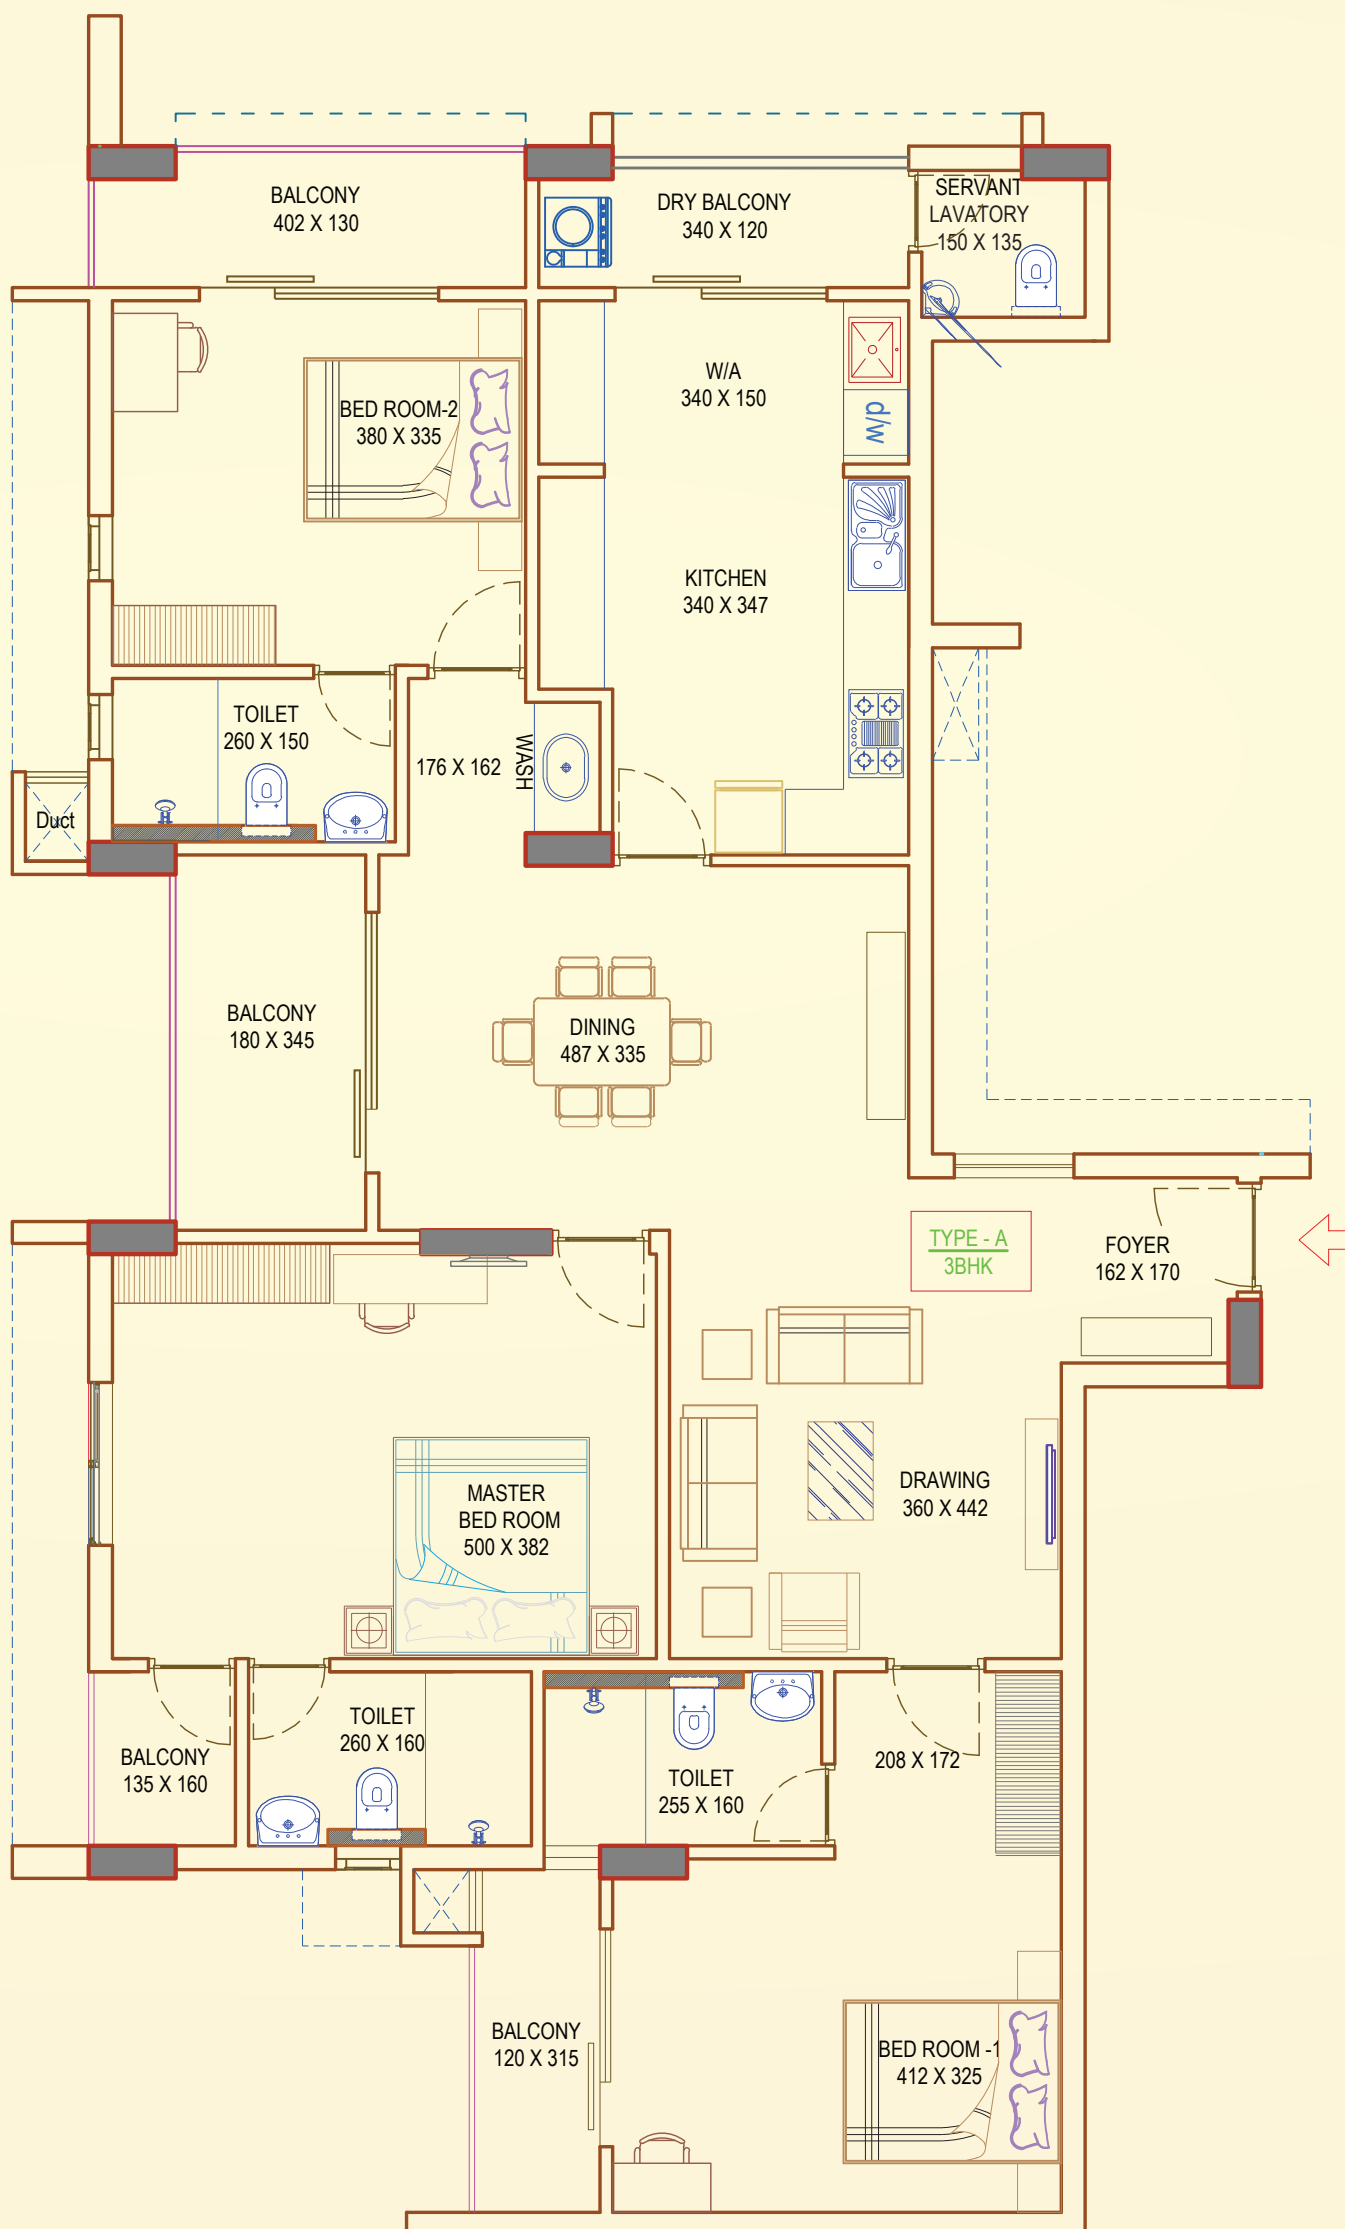 BALCONY
402 X 130
DRY BALCONY
340 X 120
SERVANT
LAVATORY
150 X 135
W/A
340 X 150
d/w
BED ROOM-2
380 X 335
KITCHEN
340 X 347
TOILET
260 X 150
176 X 162
WASH
Duct
BALCONY
180 X 345
DINING
487 X 335
TYPE - A
3BHK
FOYER
162 X 170
DRAWING
360 X 442
MASTER
BED ROOM
500 X 382
TOILET
260 X 160
BALCONY
135 X 160
TOILET
255 X 160
208 X 172
BALCONY
120 X 315
BED ROOM -1
412 X 325